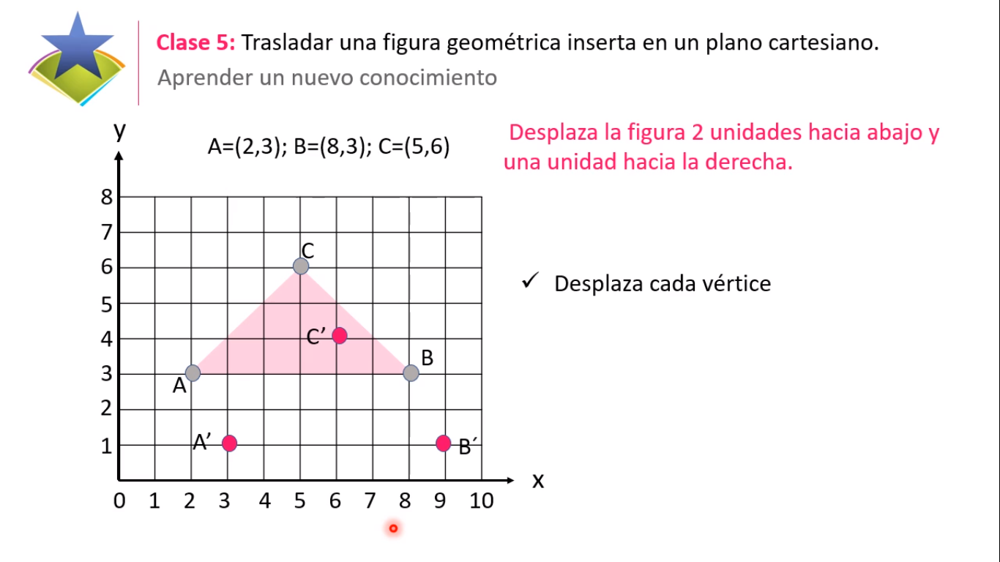 Clase 5: Trasladar una figura geométrica inserta en un plano cartesiano.
Aprender un nuevo conocimiento
y
A=(2,3); B=(8,3); C=(5,6)
Desplaza la figura 2 unidades hacia abajo y
una unidad hacia la derecha.
8
7
C
6
✓ Desplaza cada vértice
5
4
C’
B
3
A
2
A’
1
B´
x
0 1 2 3 4 5 6 7 8 9 10